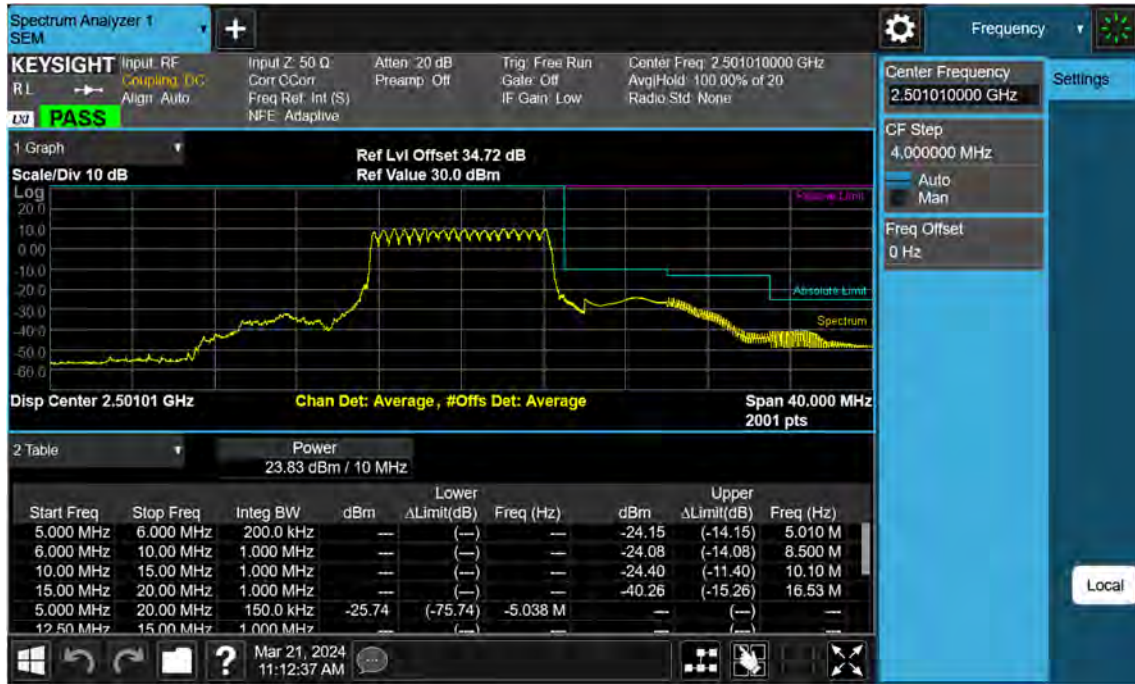 Spectrum Analyzer 1
SEM
+
Frequency
KEYSIGHT
Input: RF
Coupling: DC
Align: Auto
R L
LXI
PASS
Input Z: 50 Ω
Corr CCorr
Freq Ref: Int (S)
NFE: Adaptive
Atten: 20 dB
Preamp: Off
Trig: Free Run
Gate: Off
IF Gain: Low
Center Freq: 2.501010000 GHz
Avg|Hold: 100.00% of 20
Radio Std: None
Center Frequency
2.501010000 GHz
Settings
CF Step
4.000000 MHz
Auto
Man
Freq Offset
0 Hz
1 Graph
Scale/Div 10 dB
Ref Lvl Offset 34.72 dB
Ref Value 30.0 dBm
Log
20.0
10.0
0.00
-10.0
-20.0
-30.0
-40.0
-50.0
-60.0
Relative Limit
Absolute Limit
Spectrum
Disp Center 2.50101 GHz
Chan Det: Average, #Offs Det: Average
Span 40.000 MHz
2001 pts
2 Table
Power
23.83 dBm / 10 MHz
Lower Upper
Start Freq Stop Freq Integ BW dBm ΔLimit(dB) Freq (Hz) dBm ΔLimit(dB) Freq (Hz)
5.000 MHz 6.000 MHz 200.0 kHz --- (---) --- -24.15 (-14.15) 5.010 M
6.000 MHz 10.00 MHz 1.000 MHz --- (---) --- -24.08 (-14.08) 8.500 M
10.00 MHz 15.00 MHz 1.000 MHz --- (---) --- -24.40 (-11.40) 10.10 M
15.00 MHz 20.00 MHz 1.000 MHz --- (---) --- -40.26 (-15.26) 16.53 M
5.000 MHz 20.00 MHz 150.0 kHz -25.74 (-75.74) -5.038 M --- (---) ---
12.50 MHz 15.00 MHz 1.000 MHz --- (---) --- --- (---) ---
Local
?
Mar 21, 2024
11:12:37 AM